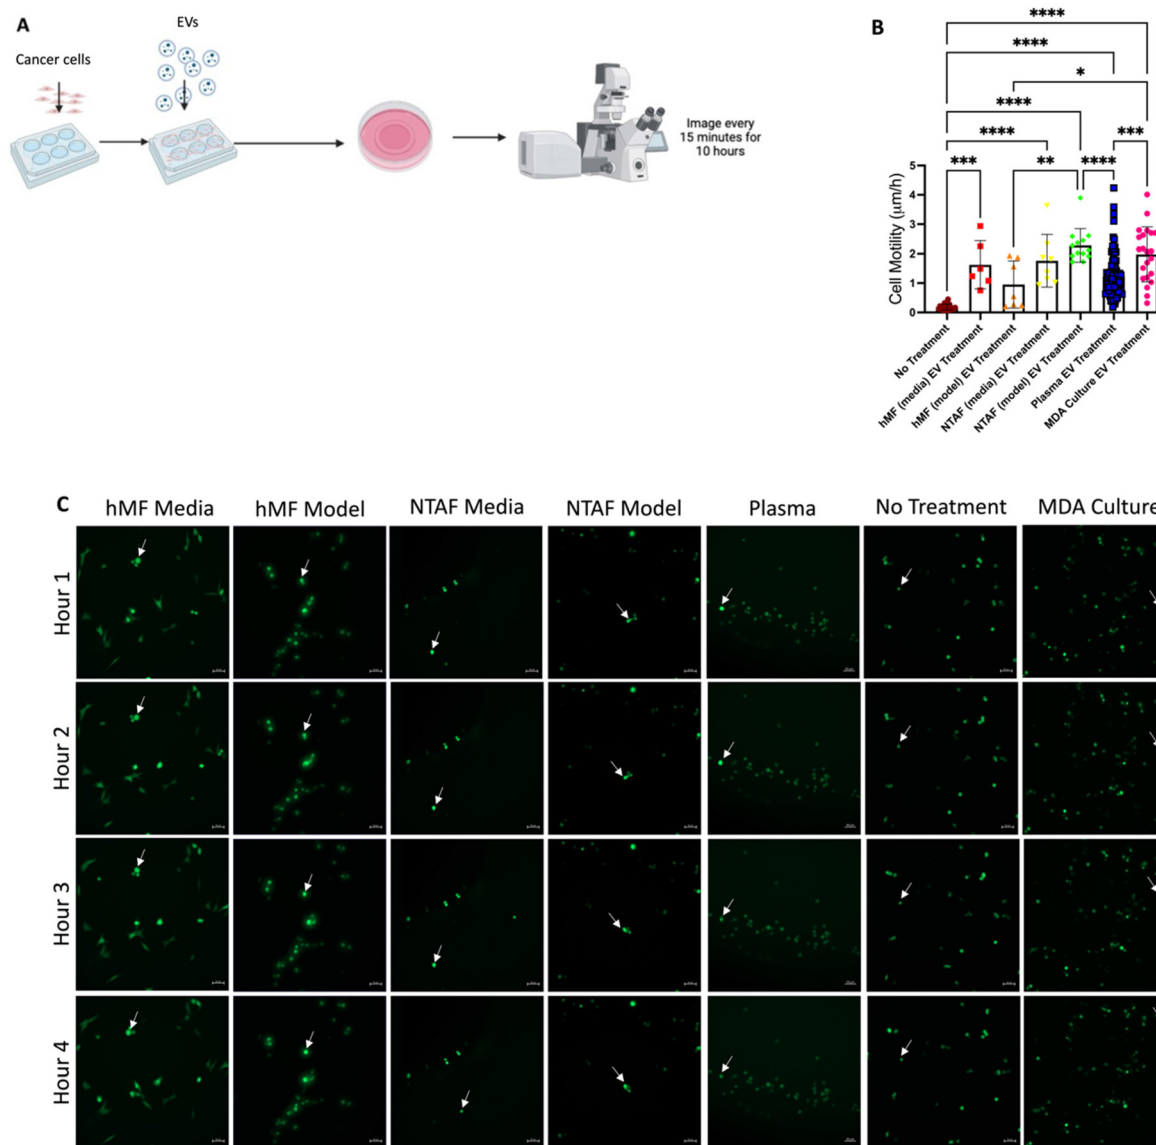 A
EVs
Cancer cells
Image every
15 minutes for
10 hours
B
****
****
*
****
****
***
***
**
****
Cell Motility (μm/h)
5
4
3
2
1
0
No Treatment
hMF (media) EV Treatment
hMF (model) EV Treatment
NTAF (media) EV Treatment
NTAF (model) EV Treatment
Plasma EV Treatment
MDA Culture EV Treatment
C
hMF Media
hMF Model
NTAF Media
NTAF Model
Plasma
No Treatment
MDA Culture
Hour 1
Hour 2
Hour 3
Hour 4